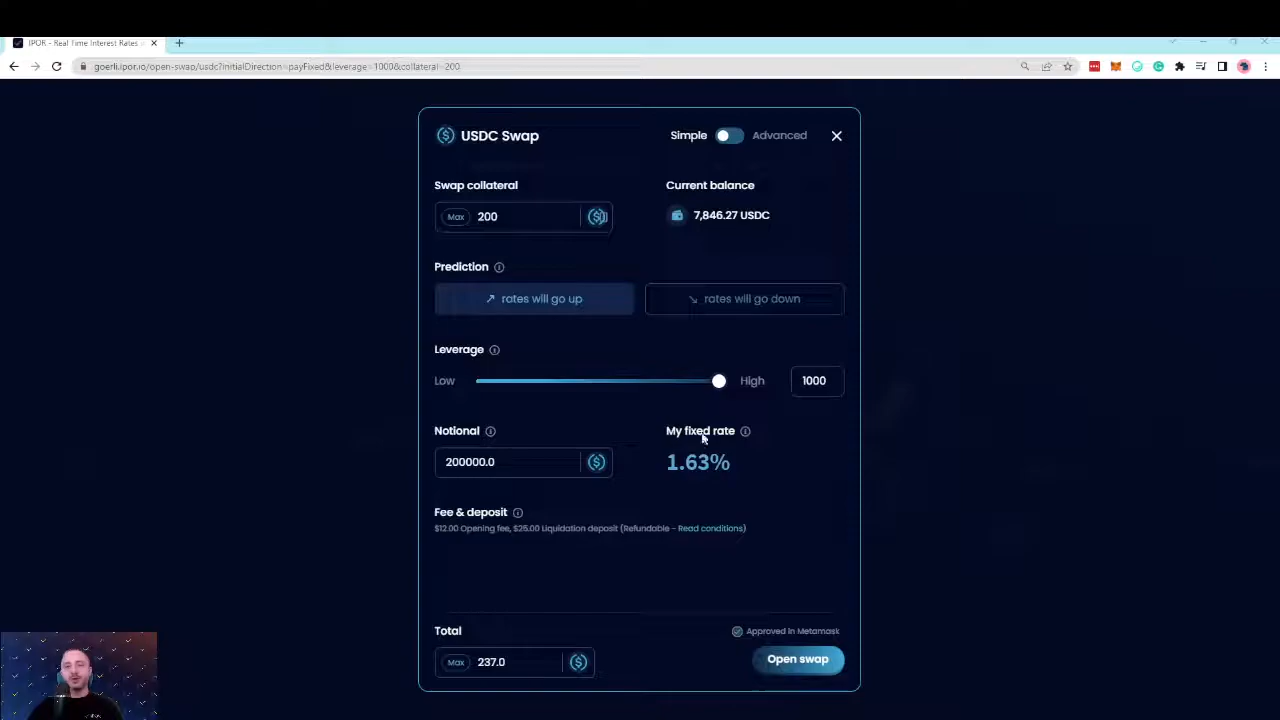 IPOR - Real Time Interest Rates
goerli.ipor.io/open-swap/usdc?initialDirection=payFixed&leverage=1000&collateral=200
USDC Swap
Simple Advanced
Swap collateral
Current balance
Max 200
7,846.27 USDC
Prediction
rates will go up
rates will go down
Leverage
Low High 1000
Notional
My fixed rate
200000.0
1.63%
Fee & deposit
$12.00 Opening fee, $25.00 Liquidation deposit (Refundable - Read conditions)
Total
Approved in Metamask
Max 237.0
Open swap